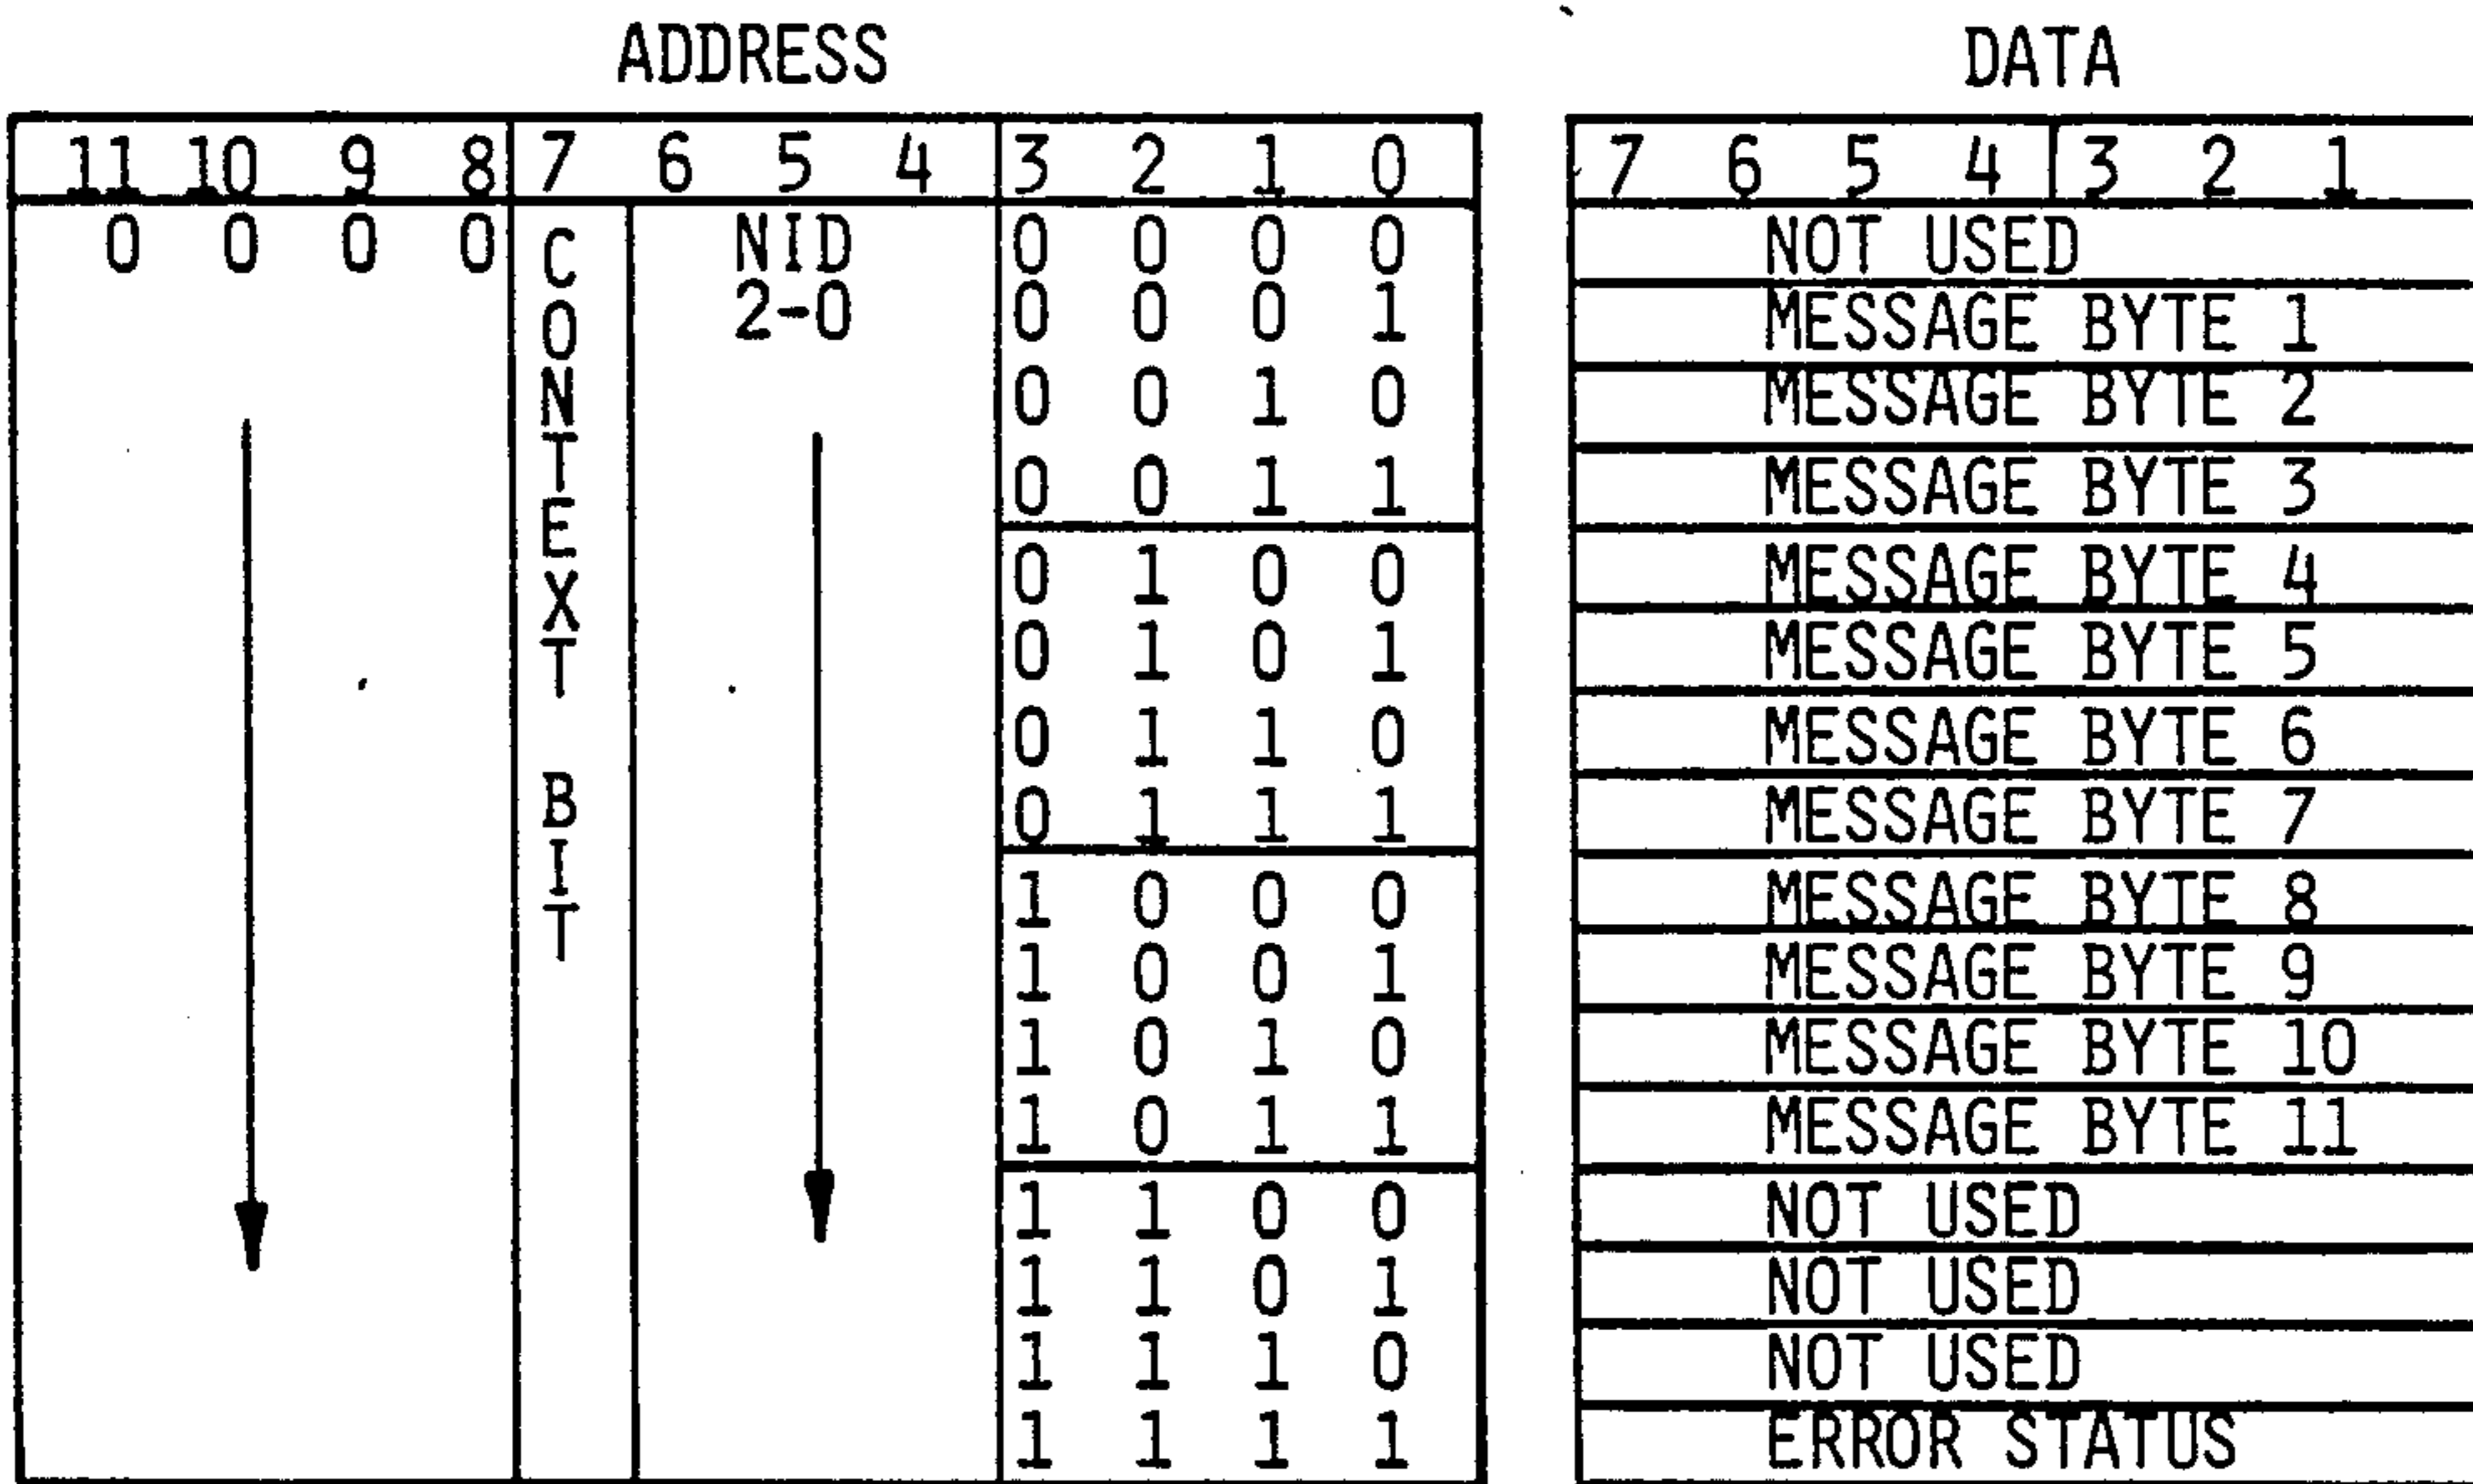 ADDRESS DATA
11 10 9 8 7 6 5 4 3 2 1 0 7 6 5 4 3 2 1
0 0 0 0 CONTEXT BIT NID 0 0 0 0 NOT USED
2-0 0 0 0 1 MESSAGE BYTE 1
0 0 1 0 MESSAGE BYTE 2
0 0 1 1 MESSAGE BYTE 3
0 1 0 0 MESSAGE BYTE 4
0 1 0 1 MESSAGE BYTE 5
0 1 1 0 MESSAGE BYTE 6
0 1 1 1 MESSAGE BYTE 7
1 0 0 0 MESSAGE BYTE 8
1 0 0 1 MESSAGE BYTE 9
1 0 1 0 MESSAGE BYTE 10
1 0 1 1 MESSAGE BYTE 11
1 1 0 0 NOT USED
1 1 0 1 NOT USED
1 1 1 0 NOT USED
1 1 1 1 ERROR STATUS